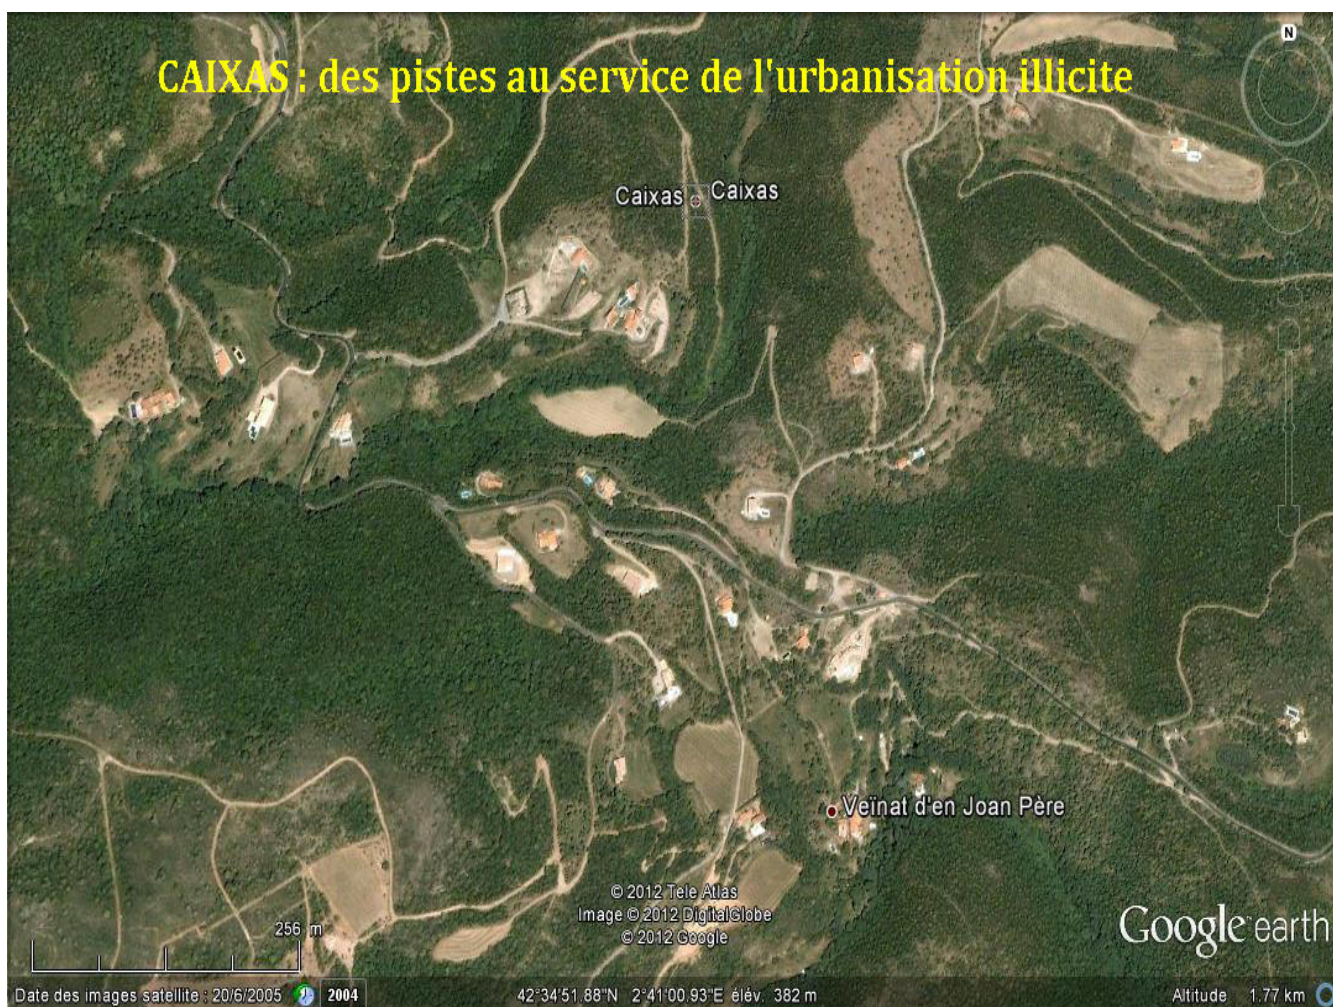 N
CAIXAS : des pistes au service de l'urbanisation illicite
Caixas Caixas
Veïnat d'en Joan Père
© 2012 Tele Atlas
Image © 2012 DigitalGlobe
© 2012 Google
256 m
Google earth
Date des images satellite : 20/6/2005 2004 42°34'51.88"N 2°41'00.93"E élév. 382 m Altitude 1.77 km